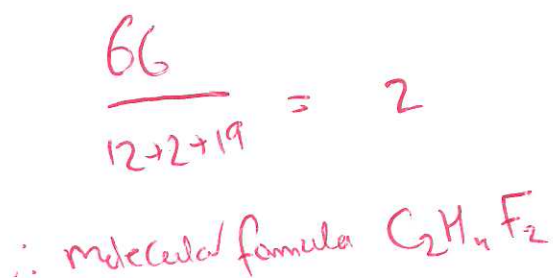 66
12+2+19 = 2
∴ molecular formula C₂H₄F₂